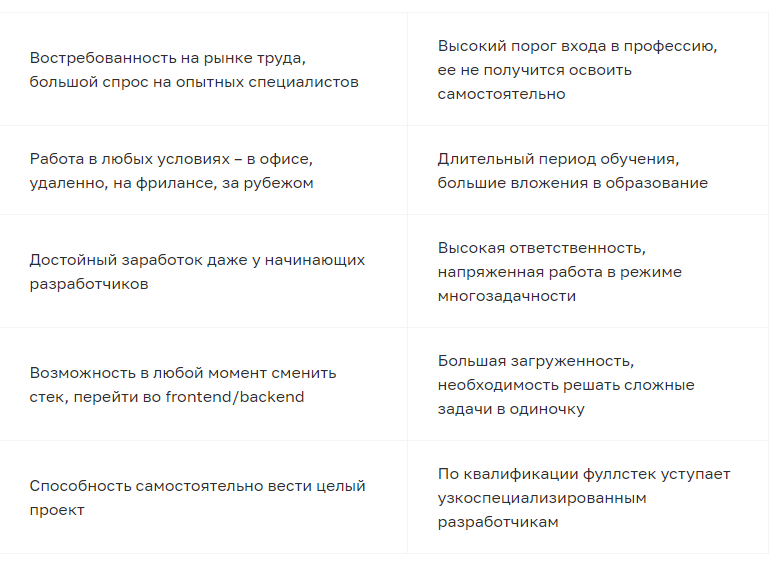 Востребованность на рынке труда,
большой спрос на опытных специалистов
Высокий порог входа в профессию,
ее не получится освоить
самостоятельно
Работа в любых условиях – в офисе,
удаленно, на фрилансе, за рубежом
Длительный период обучения,
большие вложения в образование
Достойный заработок даже у начинающих
разработчиков
Высокая ответственность,
напряженная работа в режиме
многозадачности
Возможность в любой момент сменить
стек, перейти во frontend/backend
Большая загруженность,
необходимость решать сложные
задачи в одиночку
Способность самостоятельно вести целый
проект
По квалификации фуллстек уступает
узкоспециализированным
разработчикам